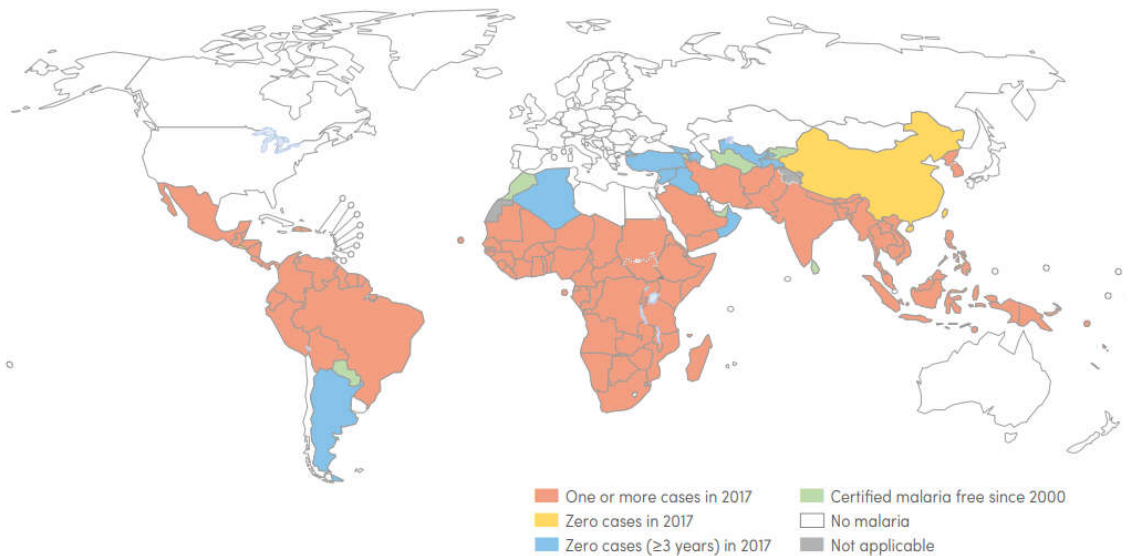 One or more cases in 2017
Zero cases in 2017
Zero cases (≥3 years) in 2017
Certified malaria free since 2000
No malaria
Not applicable